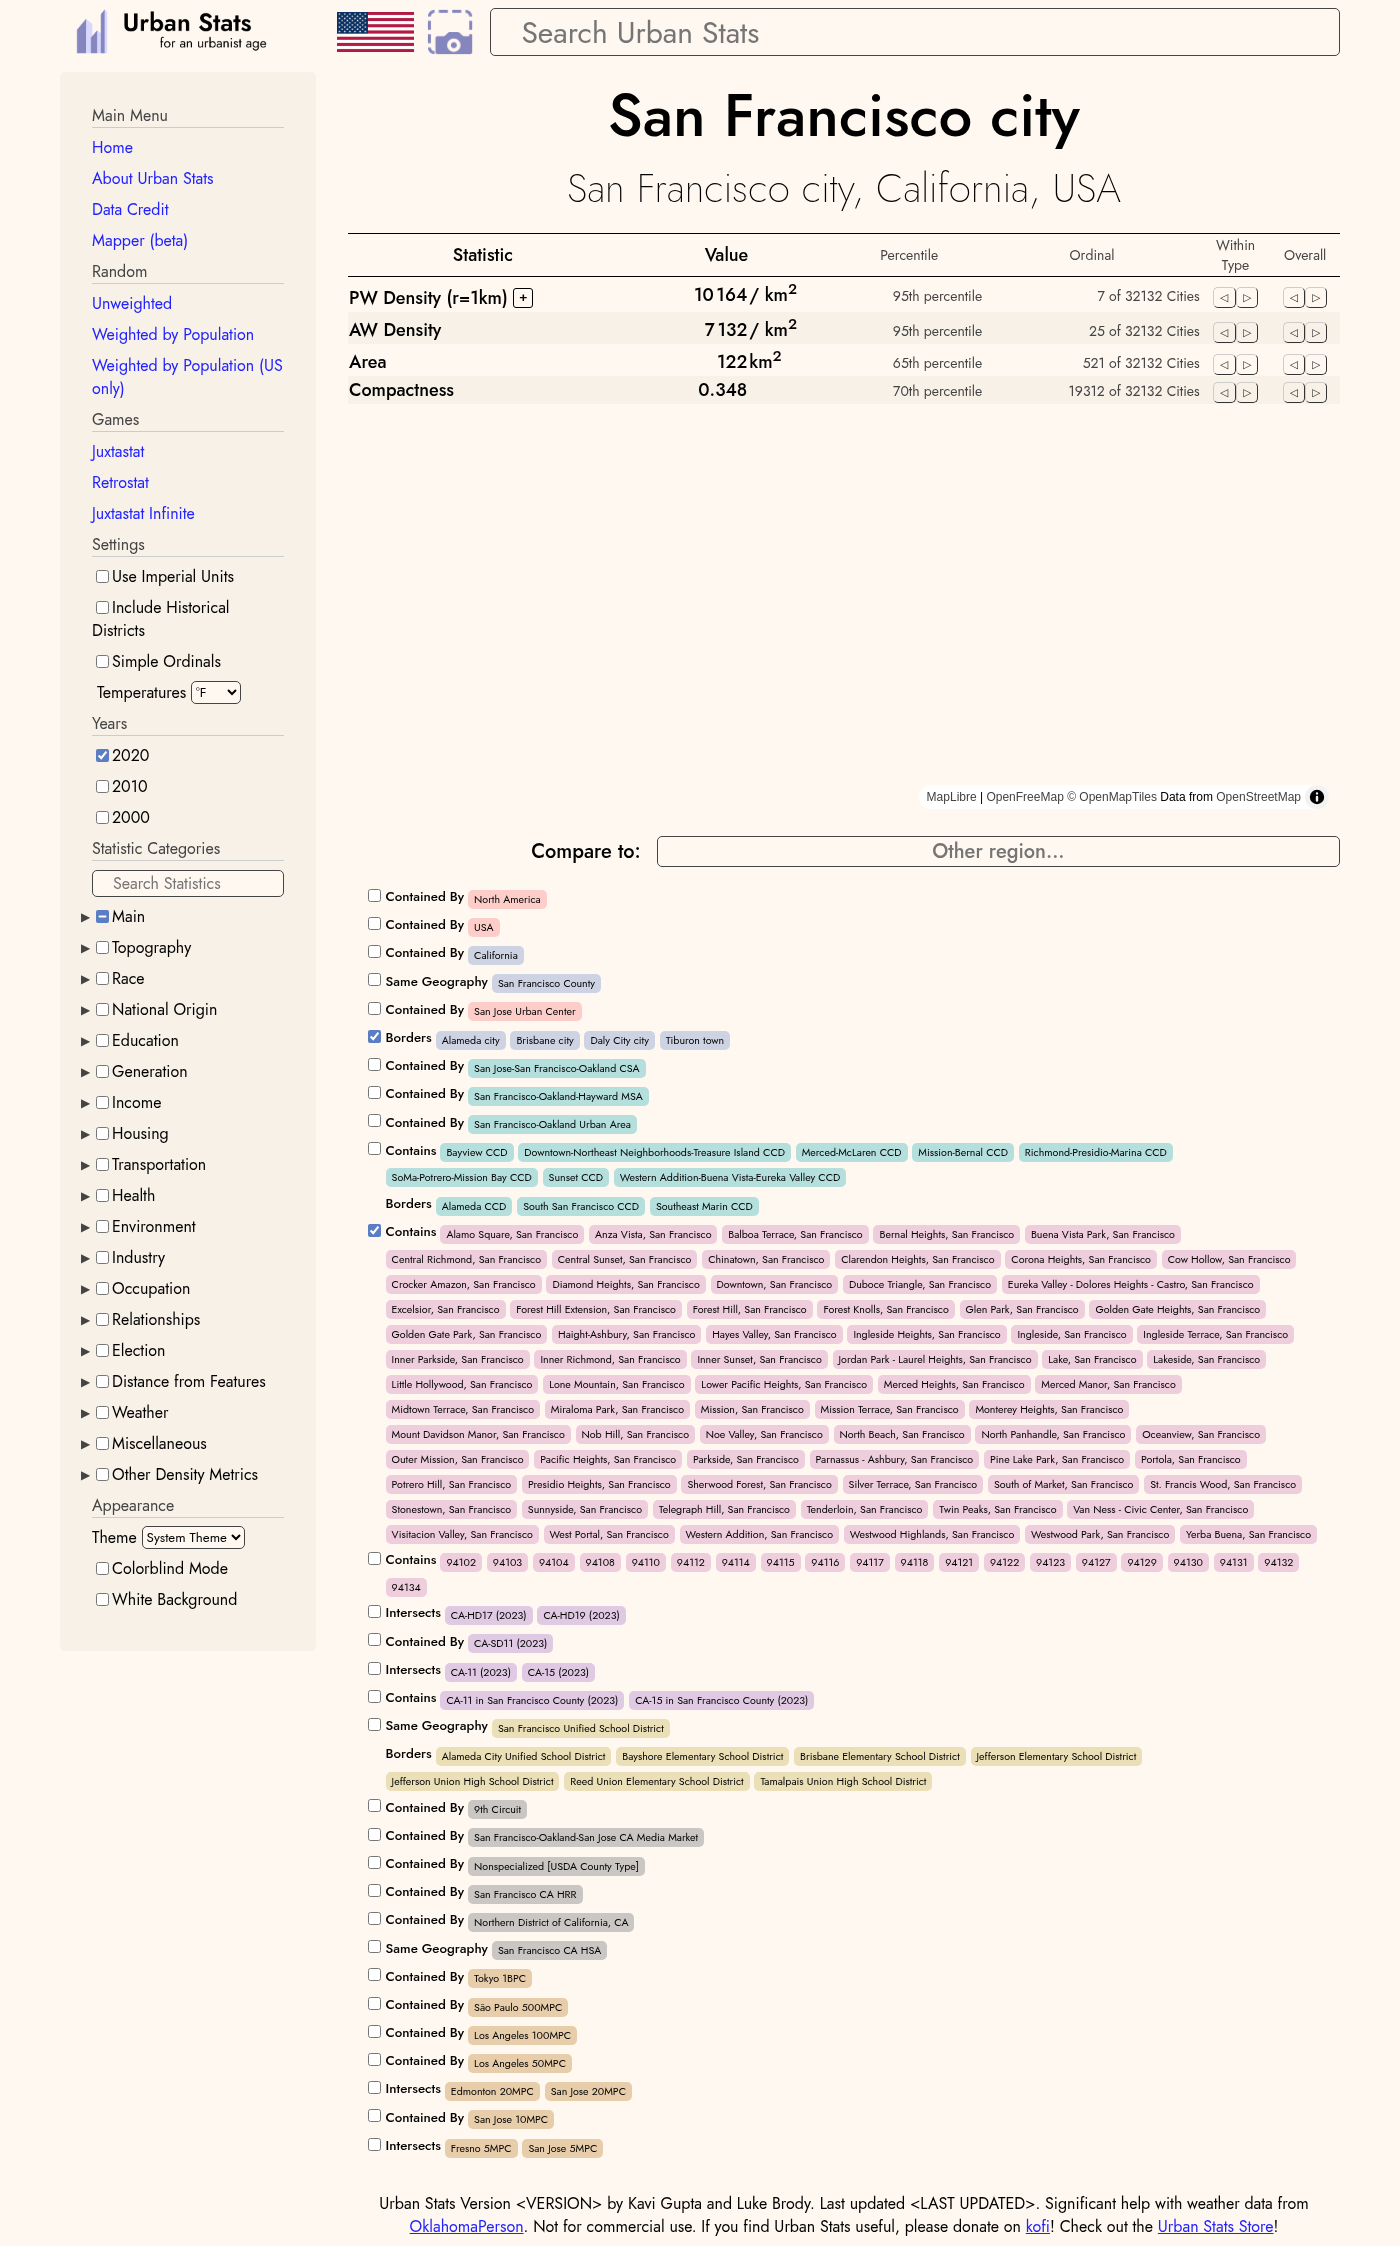 Urban Stats
for an urbanist age
Search Urban Stats
Main Menu
Home
About Urban Stats
Data Credit
Mapper (beta)
Random
Unweighted
Weighted by Population
Weighted by Population (US
only)
Games
Juxtastat
Retrostat
Juxtastat Infinite
Settings
Use Imperial Units
Include Historical
Districts
Simple Ordinals
Temperatures °F
Years
2020
2010
2000
Statistic Categories
Search Statistics
Main
Topography
Race
National Origin
Education
Generation
Income
Housing
Transportation
Health
Environment
Industry
Occupation
Relationships
Election
Distance from Features
Weather
Miscellaneous
Other Density Metrics
Appearance
Theme System Theme
Colorblind Mode
White Background
San Francisco city
San Francisco city, California, USA
Statistic Value Percentile Ordinal Within Type Overall
PW Density (r=1km) + 10 164 / km² 95th percentile 7 of 32132 Cities
AW Density 7 132 / km² 95th percentile 25 of 32132 Cities
Area 122 km² 65th percentile 521 of 32132 Cities
Compactness 0.348 70th percentile 19312 of 32132 Cities
MapLibre | OpenFreeMap © OpenMapTiles Data from OpenStreetMap
Compare to: Other region...
Contained By North America
Contained By USA
Contained By California
Same Geography San Francisco County
Contained By San Jose Urban Center
Borders Alameda city Brisbane city Daly City city Tiburon town
Contained By San Jose-San Francisco-Oakland CSA
Contained By San Francisco-Oakland-Hayward MSA
Contained By San Francisco-Oakland Urban Area
Contains Bayview CCD Downtown-Northeast Neighborhoods-Treasure Island CCD Merced-McLaren CCD Mission-Bernal CCD Richmond-Presidio-Marina CCD
SoMa-Potrero-Mission Bay CCD Sunset CCD Western Addition-Buena Vista-Eureka Valley CCD
Borders Alameda CCD South San Francisco CCD Southeast Marin CCD
Contains Alamo Square, San Francisco Anza Vista, San Francisco Balboa Terrace, San Francisco Bernal Heights, San Francisco Buena Vista Park, San Francisco
Central Richmond, San Francisco Central Sunset, San Francisco Chinatown, San Francisco Clarendon Heights, San Francisco Corona Heights, San Francisco Cow Hollow, San Francisco
Crocker Amazon, San Francisco Diamond Heights, San Francisco Downtown, San Francisco Duboce Triangle, San Francisco Eureka Valley - Dolores Heights - Castro, San Francisco
Excelsior, San Francisco Forest Hill Extension, San Francisco Forest Hill, San Francisco Forest Knolls, San Francisco Glen Park, San Francisco Golden Gate Heights, San Francisco
Golden Gate Park, San Francisco Haight-Ashbury, San Francisco Hayes Valley, San Francisco Ingleside Heights, San Francisco Ingleside, San Francisco Ingleside Terrace, San Francisco
Inner Parkside, San Francisco Inner Richmond, San Francisco Inner Sunset, San Francisco Jordan Park - Laurel Heights, San Francisco Lake, San Francisco Lakeside, San Francisco
Little Hollywood, San Francisco Lone Mountain, San Francisco Lower Pacific Heights, San Francisco Merced Heights, San Francisco Merced Manor, San Francisco
Midtown Terrace, San Francisco Miraloma Park, San Francisco Mission, San Francisco Mission Terrace, San Francisco Monterey Heights, San Francisco
Mount Davidson Manor, San Francisco Nob Hill, San Francisco Noe Valley, San Francisco North Beach, San Francisco North Panhandle, San Francisco Oceanview, San Francisco
Outer Mission, San Francisco Pacific Heights, San Francisco Parkside, San Francisco Parnassus - Ashbury, San Francisco Pine Lake Park, San Francisco Portola, San Francisco
Potrero Hill, San Francisco Presidio Heights, San Francisco Sherwood Forest, San Francisco Silver Terrace, San Francisco South of Market, San Francisco St. Francis Wood, San Francisco
Stonestown, San Francisco Sunnyside, San Francisco Telegraph Hill, San Francisco Tenderloin, San Francisco Twin Peaks, San Francisco Van Ness - Civic Center, San Francisco
Visitacion Valley, San Francisco West Portal, San Francisco Western Addition, San Francisco Westwood Highlands, San Francisco Westwood Park, San Francisco Yerba Buena, San Francisco
Contains 94102 94103 94104 94108 94110 94112 94114 94115 94116 94117 94118 94121 94122 94123 94127 94129 94130 94131 94132
94134
Intersects CA-HD17 (2023) CA-HD19 (2023)
Contained By CA-SD11 (2023)
Intersects CA-11 (2023) CA-15 (2023)
Contains CA-11 in San Francisco County (2023) CA-15 in San Francisco County (2023)
Same Geography San Francisco Unified School District
Borders Alameda City Unified School District Bayshore Elementary School District Brisbane Elementary School District Jefferson Elementary School District
Jefferson Union High School District Reed Union Elementary School District Tamalpais Union High School District
Contained By 9th Circuit
Contained By San Francisco-Oakland-San Jose CA Media Market
Contained By Nonspecialized [USDA County Type]
Contained By San Francisco CA HRR
Contained By Northern District of California, CA
Same Geography San Francisco CA HSA
Contained By Tokyo 1BPC
Contained By São Paulo 500MPC
Contained By Los Angeles 100MPC
Contained By Los Angeles 50MPC
Intersects Edmonton 20MPC San Jose 20MPC
Contained By San Jose 10MPC
Intersects Fresno 5MPC San Jose 5MPC
Urban Stats Version <VERSION> by Kavi Gupta and Luke Brody. Last updated <LAST UPDATED>. Significant help with weather data from
OklahomaPerson. Not for commercial use. If you find Urban Stats useful, please donate on kofi! Check out the Urban Stats Store!